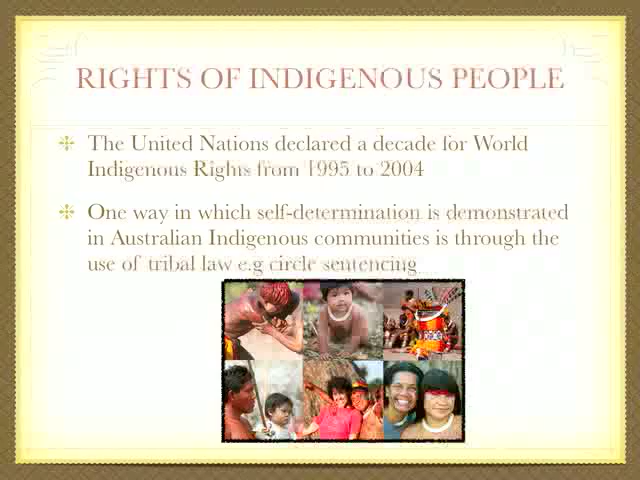 RIGHTS OF INDIGENOUS PEOPLE
The United Nations declared a decade for World
Indigenous Rights from 1995 to 2004
One way in which self-determination is demonstrated
in Australian Indigenous communities is through the
use of tribal law e.g circle sentencing